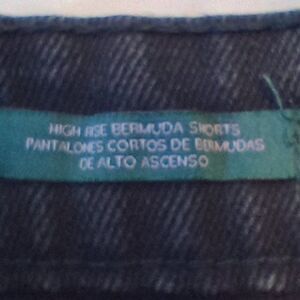 HIGH RISE BERMUDA SHORTS
PANTALONES CORTOS DE BERMUDAS
DE ALTO ASCENSO